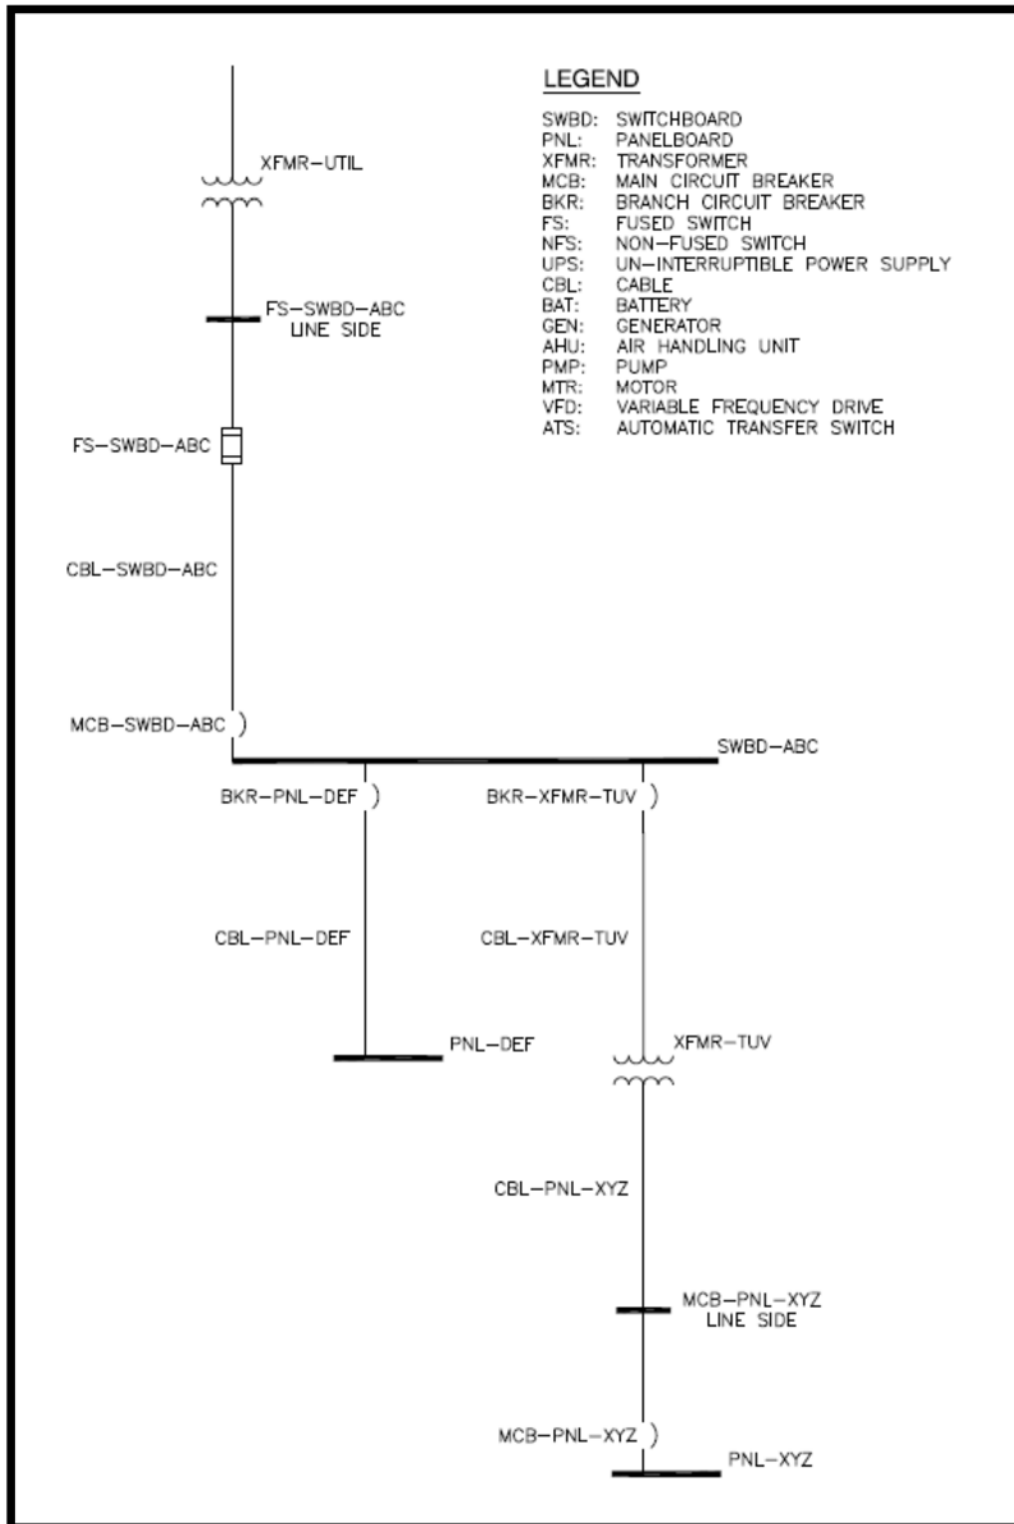 LEGEND
SWBD: SWITCHBOARD
PNL: PANELBOARD
XFMR: TRANSFORMER
MCB: MAIN CIRCUIT BREAKER
BKR: BRANCH CIRCUIT BREAKER
FS: FUSED SWITCH
NFS: NON-FUSED SWITCH
UPS: UN-INTERRUPTIBLE POWER SUPPLY
CBL: CABLE
BAT: BATTERY
GEN: GENERATOR
AHU: AIR HANDLING UNIT
PMP: PUMP
MTR: MOTOR
VFD: VARIABLE FREQUENCY DRIVE
ATS: AUTOMATIC TRANSFER SWITCH
XFMR-UTIL
FS-SWBD-ABC
LINE SIDE
FS-SWBD-ABC
CBL-SWBD-ABC
MCB-SWBD-ABC
SWBD-ABC
BKR-PNL-DEF
BKR-XFMR-TUV
CBL-PNL-DEF
CBL-XFMR-TUV
PNL-DEF
XFMR-TUV
CBL-PNL-XYZ
MCB-PNL-XYZ
LINE SIDE
MCB-PNL-XYZ
PNL-XYZ